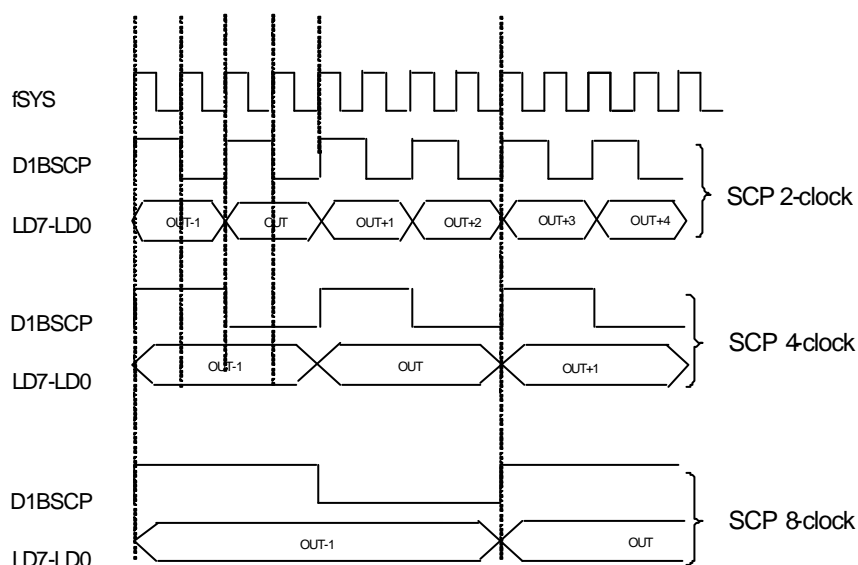 fSYS
D1BSCP
SCP 2-clock
LD7-LD0
OUT-1 OUT OUT+1 OUT+2 OUT+3 OUT+4
D1BSCP
SCP 4-clock
LD7-LD0
OUT-1 OUT OUT+1
D1BSCP
SCP 8-clock
LD7-LD0
OUT-1 OUT